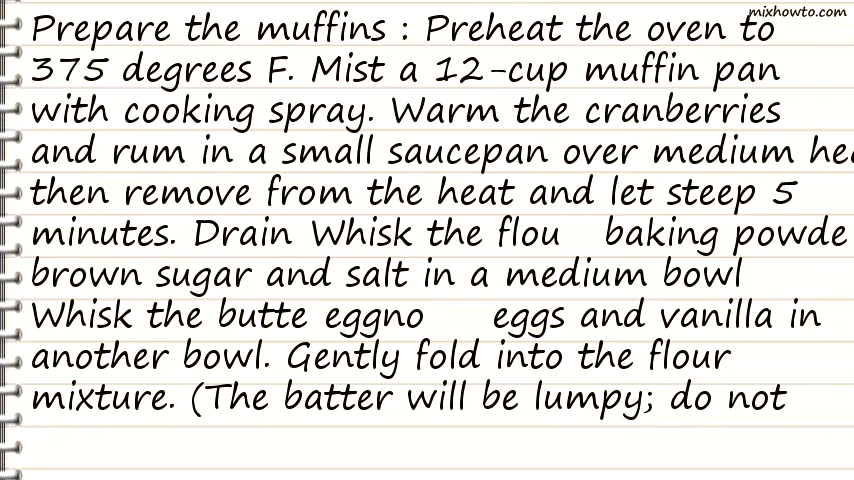 mixhowto.com
Prepare the muffins : Preheat the oven to
375 degrees F. Mist a 12-cup muffin pan
with cooking spray. Warm the cranberries
and rum in a small saucepan over medium hea
then remove from the heat and let steep 5
minutes. Drain Whisk the flou baking powde
brown sugar and salt in a medium bowl
Whisk the butte eggno eggs and vanilla in
another bowl. Gently fold into the flour
mixture. (The batter will be lumpy; do not